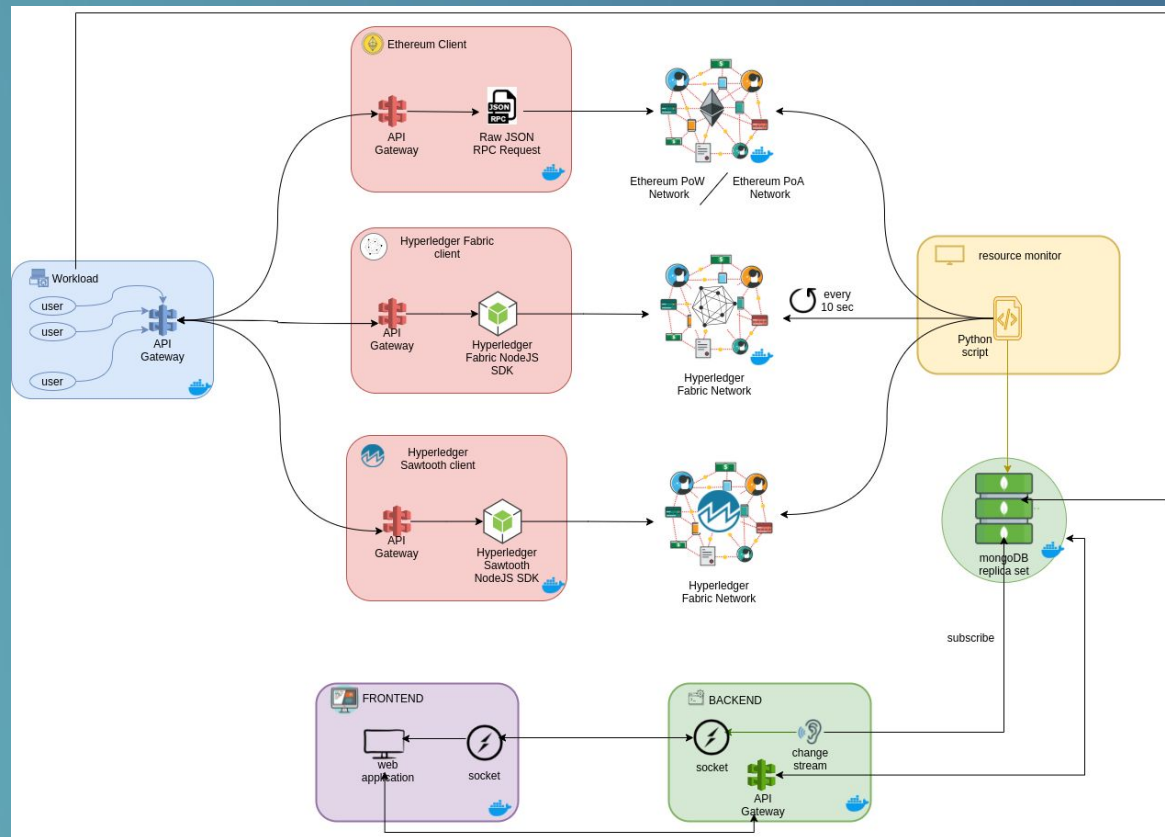 Ethereum Client
API
Gateway
JSON
RPC
Raw JSON
RPC Request
Ethereum PoW
Network
Ethereum PoA
Network
Workload
user
user
user
API
Gateway
Hyperledger Fabric
client
API
Gateway
Hyperledger
Fabric NodeJS
SDK
Hyperledger
Fabric Network
every
10 sec
resource monitor
Python
script
Hyperledger
Sawtooth client
API
Gateway
Hyperledger
Sawtooth
NodeJS SDK
Hyperledger
Fabric Network
mongoDB
replica set
subscribe
FRONTEND
web
application
socket
BACKEND
socket
change
stream
API
Gateway